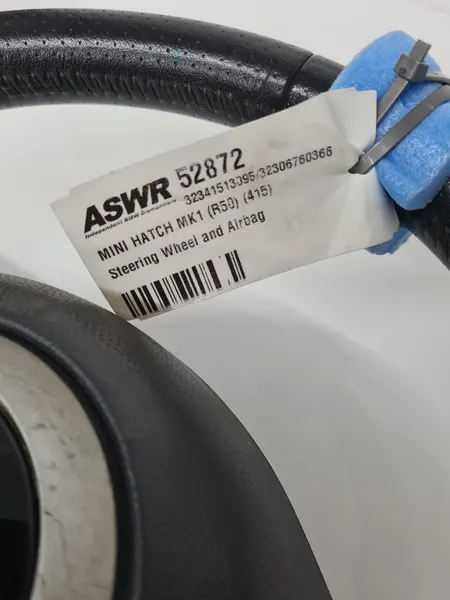 ASWR 52872
Independent BMW Dismantlers
32341513095/32306760366
MINI HATCH MK1 (R50) (415)
Steering Wheel and Airbag